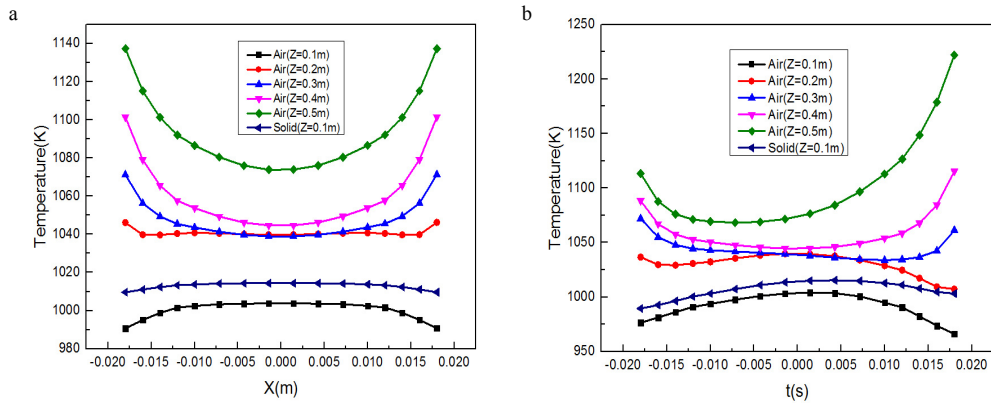 a
1140
1120
1100
1080
1060
1040
1020
1000
980
Temperature(K)
Air(Z=0.1m)
Air(Z=0.2m)
Air(Z=0.3m)
Air(Z=0.4m)
Air(Z=0.5m)
Solid(Z=0.1m)
-0.020 -0.015 -0.010 -0.005 0.000 0.005 0.010 0.015 0.020
X(m)
b
1250
1200
1150
1100
1050
1000
950
Temperature(K)
Air(Z=0.1m)
Air(Z=0.2m)
Air(Z=0.3m)
Air(Z=0.4m)
Air(Z=0.5m)
Solid(Z=0.1m)
-0.020 -0.015 -0.010 -0.005 0.000 0.005 0.010 0.015 0.020
t(s)